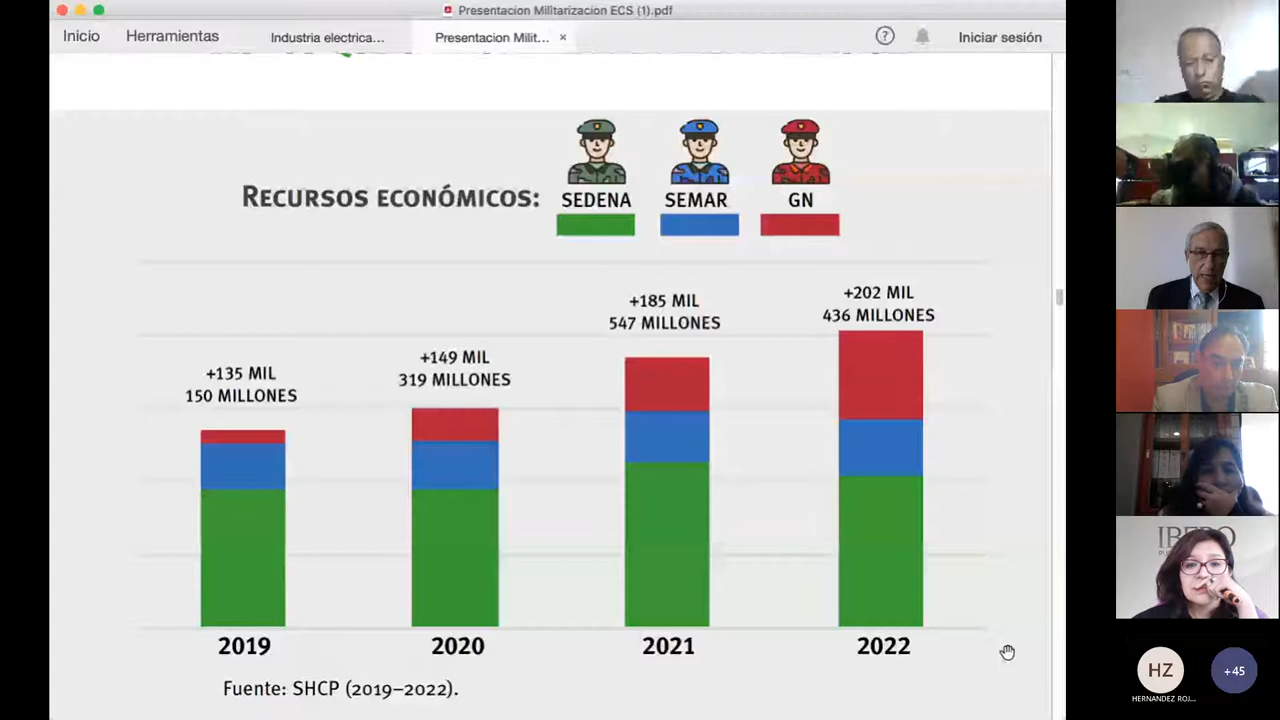 Presentacion Militarizacion ECS (1).pdf
Inicio
Herramientas
Industria electrica...
Presentacion Milit... ×
?
Iniciar sesión
RECURSOS ECONÓMICOS:
SEDENA
SEMAR
GN
+135 MIL
150 MILLONES
+149 MIL
319 MILLONES
+185 MIL
547 MILLONES
+202 MIL
436 MILLONES
2019
2020
2021
2022
Fuente: SHCP (2019–2022).
IBERO
HZ
HERNANDEZ ROJ...
+45